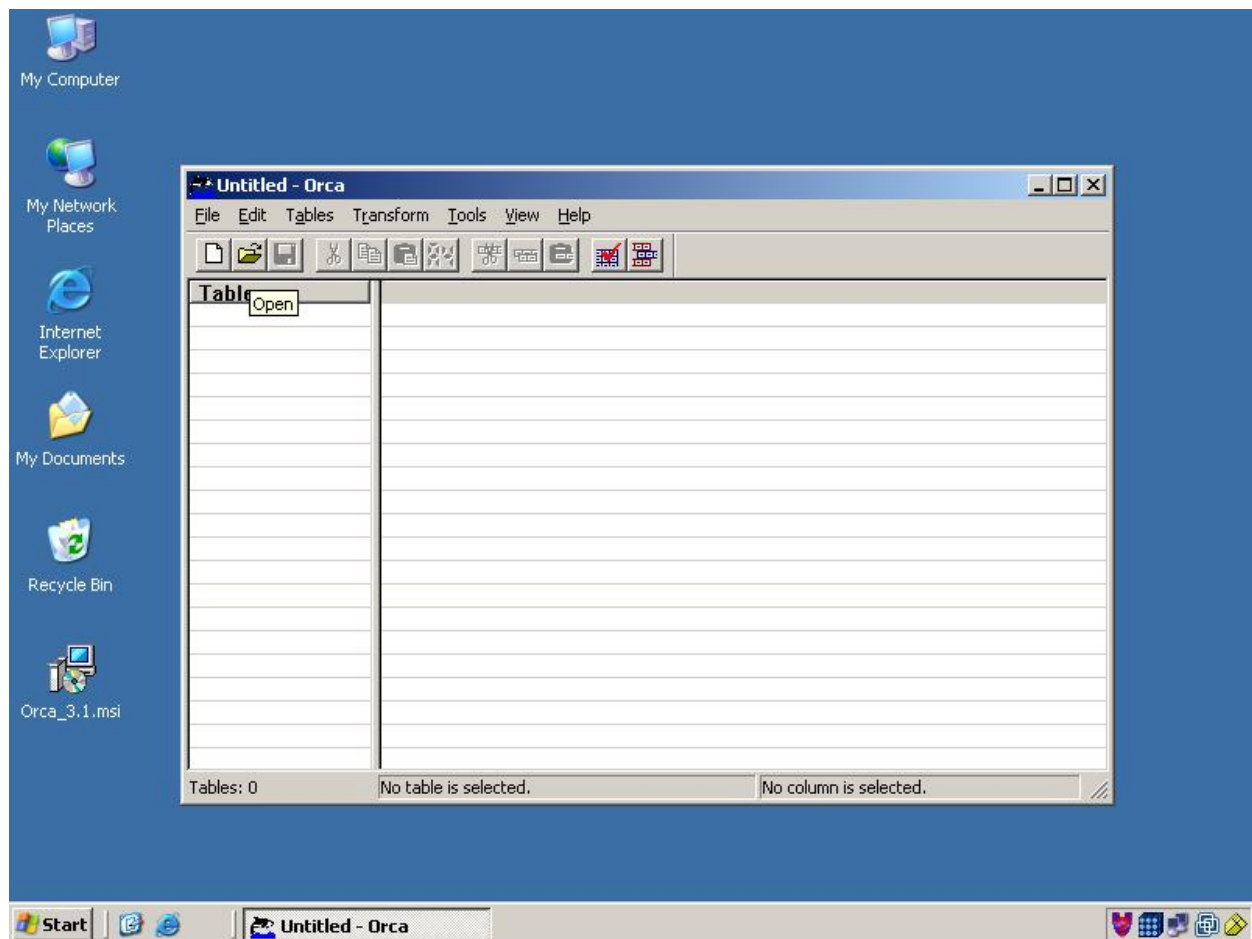 My Computer
My Network
Places
Internet
Explorer
My Documents
Recycle Bin
Orca_3.1.msi
Untitled - Orca
File Edit Tables Transform Tools View Help
Open
Tables: 0 No table is selected. No column is selected.
Start Untitled - Orca